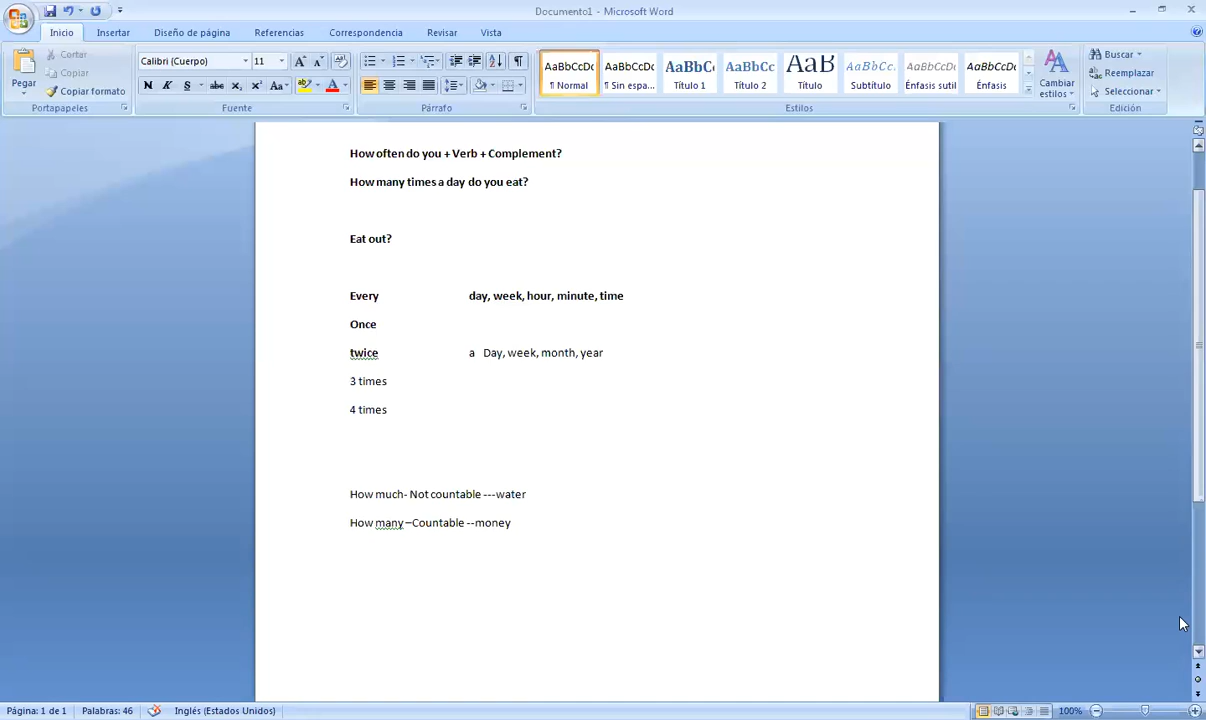 Documento1 - Microsoft Word
Inicio Insertar Diseño de página Referencias Correspondencia Revisar Vista
Pegar
Cortar
Copiar
Copiar formato
Portapapeles
Calibri (Cuerpo) 11
N K S abc x₂ x² Aa
Fuente
Párrafo
AaBbCcDc AaBbCcDc AaBbC AaBbCc AaB AaBbCc. AaBbCcDc AaBbCcDc
¶ Normal ¶ Sin espa... Título 1 Título 2 Título Subtítulo Énfasis sutil Énfasis
Estilos
Cambiar estilos
Buscar
Reemplazar
Seleccionar
Edición
How often do you + Verb + Complement?
How many times a day do you eat?
Eat out?
Every day, week, hour, minute, time
Once
twice a Day, week, month, year
3 times
4 times
How much- Not countable ---water
How many –Countable --money
Página: 1 de 1 Palabras: 46 Inglés (Estados Unidos) 100%